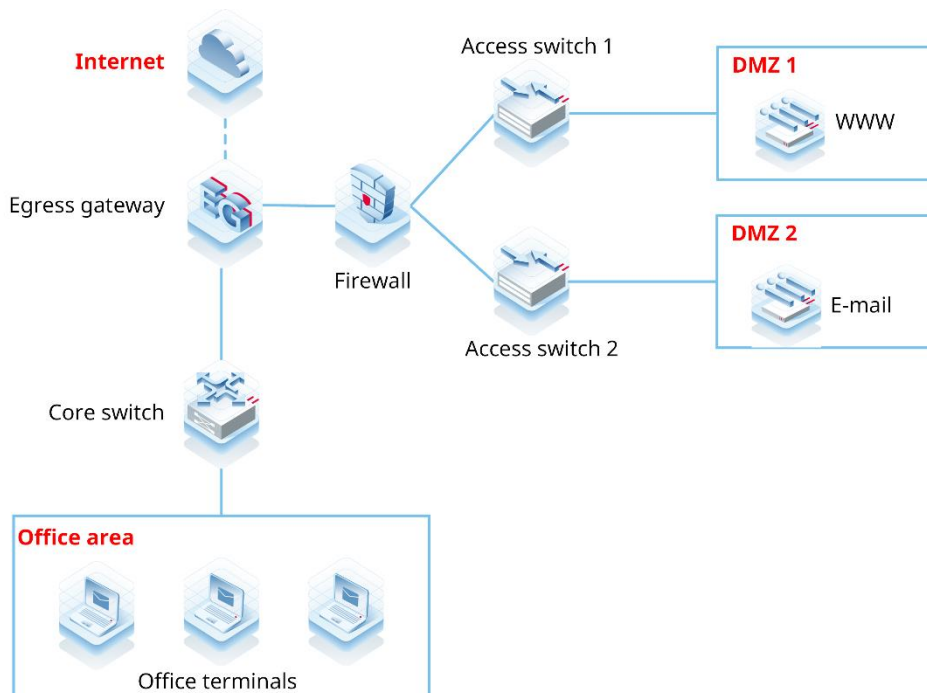 Internet
Access switch 1
DMZ 1
WWW
Egress gateway
EG
Firewall
DMZ 2
E-mail
Access switch 2
Core switch
Office area
Office terminals